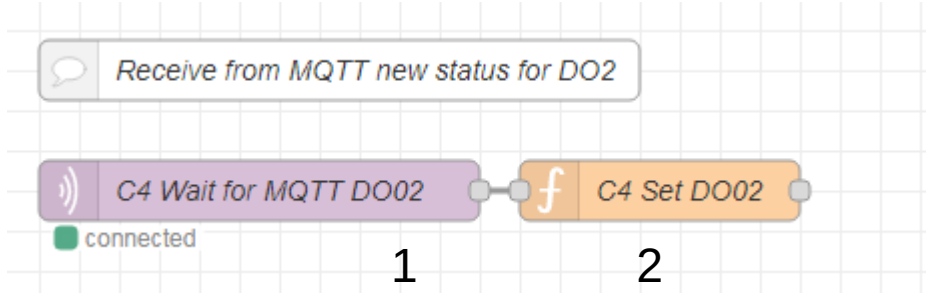 Receive from MQTT new status for DO2
C4 Wait for MQTT DO02
C4 Set DO02
connected
1
2